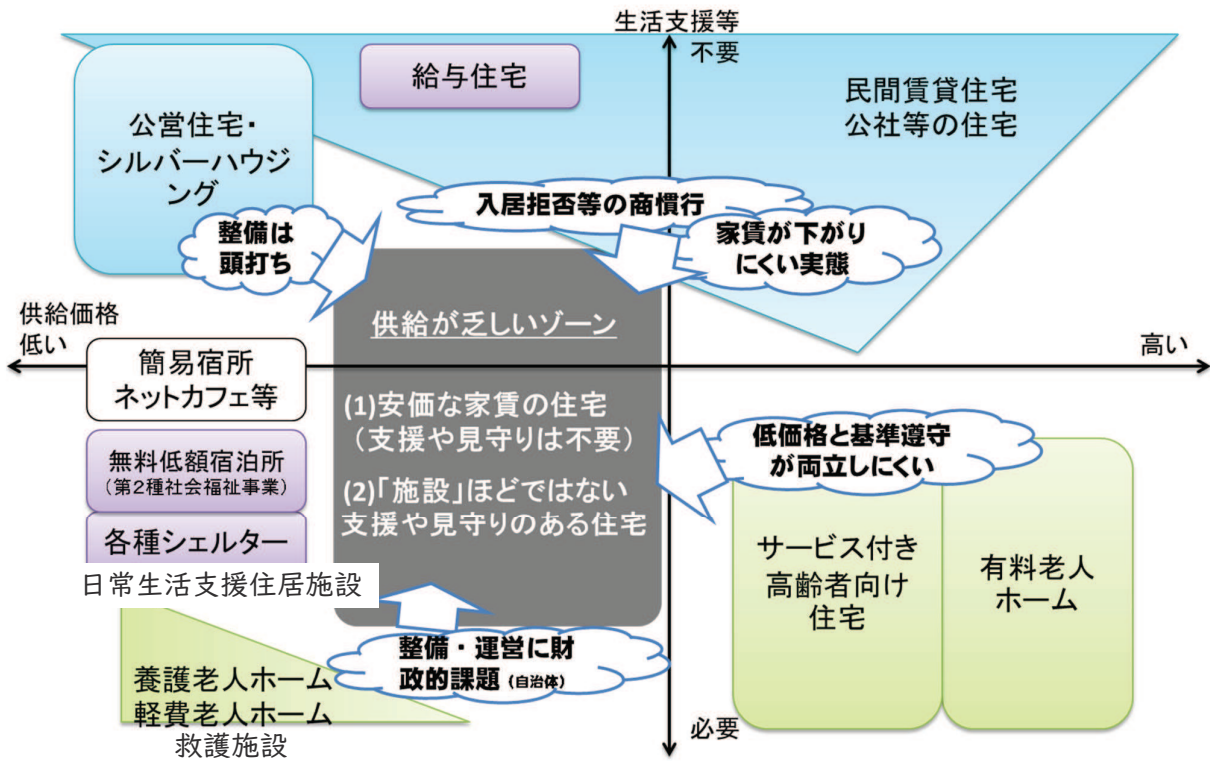 生活支援等
不要
給与住宅
民間賃貸住宅
公社等の住宅
公営住宅・
シルバーハウジ
ング
入居拒否等の商慣行
整備は
頭打ち
家賃が下がり
にくい実態
供給価格
低い
高い
供給が乏しいゾーン
簡易宿所
ネットカフェ等
(1)安価な家賃の住宅
（支援や見守りは不要）
(2)「施設」ほどではない
支援や見守りのある住宅
低価格と基準遵守
が両立しにくい
無料低額宿泊所
（第2種社会福祉事業）
各種シェルター
日常生活支援住居施設
サービス付き
高齢者向け
住宅
有料老人
ホーム
整備・運営に財
政的課題（自治体）
養護老人ホーム
軽費老人ホーム
救護施設
必要